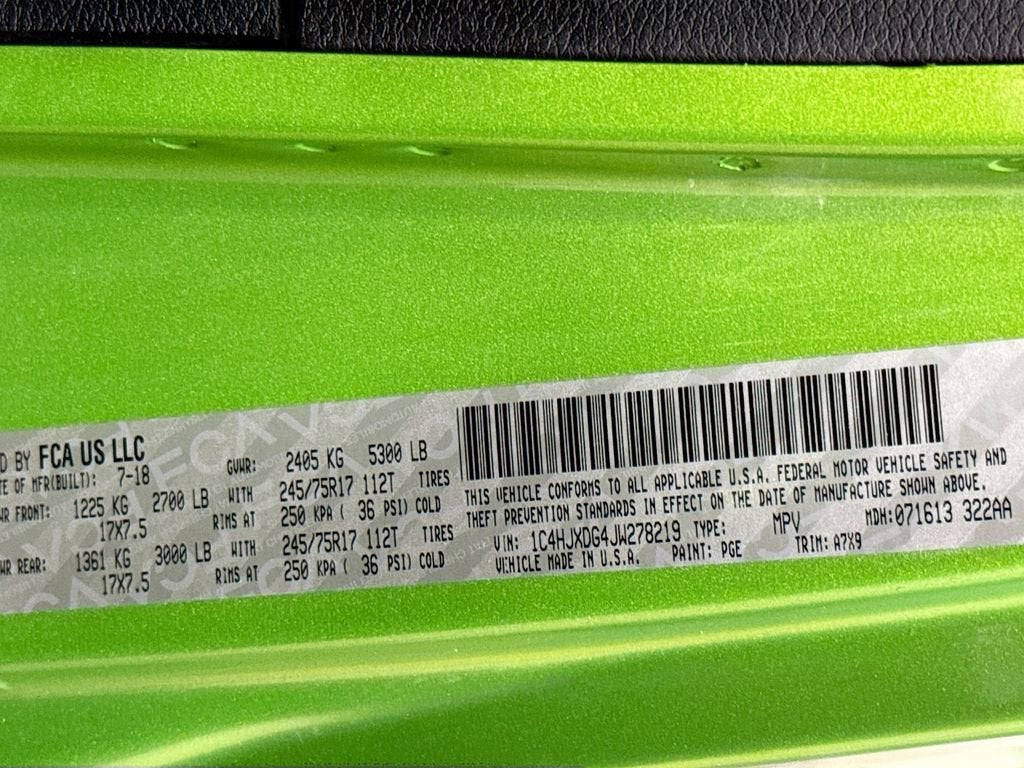 D BY FCA US LLC
TE OF MFR(BUILT): 7-18
GVWR: 2405 KG 5300 LB
WR FRONT: 1225 KG 2700 LB WITH 245/75R17 112T TIRES
17X7.5 RIMS AT 250 KPA ( 36 PSI) COLD
WR REAR: 1361 KG 3000 LB WITH 245/75R17 112T TIRES
17X7.5 RIMS AT 250 KPA ( 36 PSI) COLD
THIS VEHICLE CONFORMS TO ALL APPLICABLE U.S.A. FEDERAL MOTOR VEHICLE SAFETY AND
THEFT PREVENTION STANDARDS IN EFFECT ON THE DATE OF MANUFACTURE SHOWN ABOVE.
VIN: 1C4HJXDG4JW278219 TYPE: MPV MDH:071613 322AA
VEHICLE MADE IN U.S.A. PAINT: PGE TRIM: A7X9